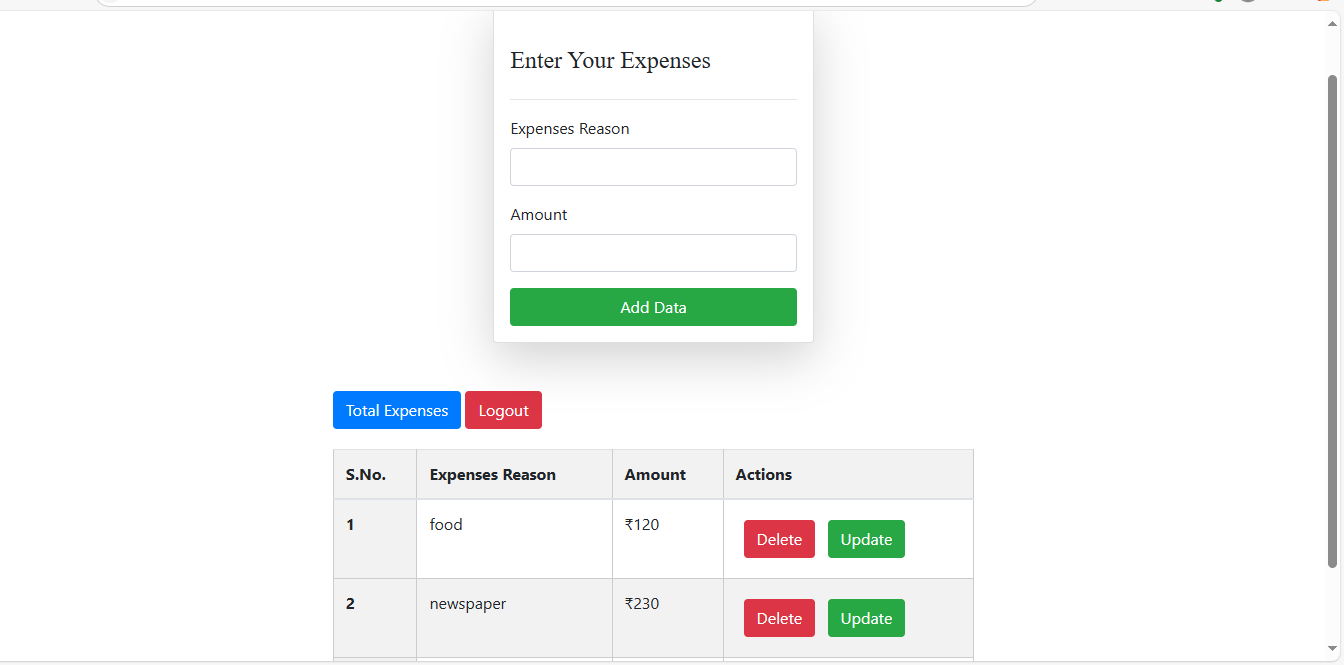 Enter Your Expenses
Expenses Reason
Amount
Add Data
Total Expenses Logout
S.No. Expenses Reason Amount Actions
1 food ₹120 Delete Update
2 newspaper ₹230 Delete Update